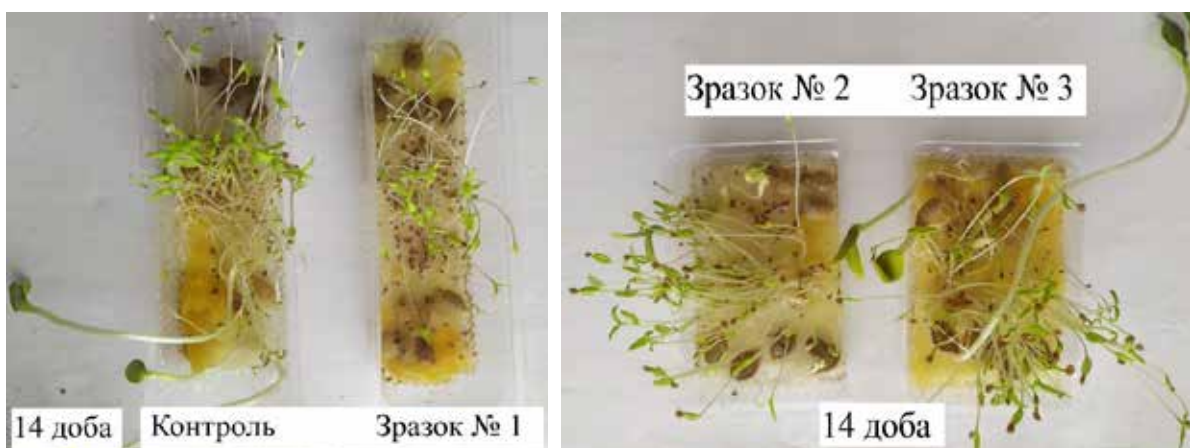 14 доба
Контроль
Зразок № 1
Зразок № 2
Зразок № 3
14 доба